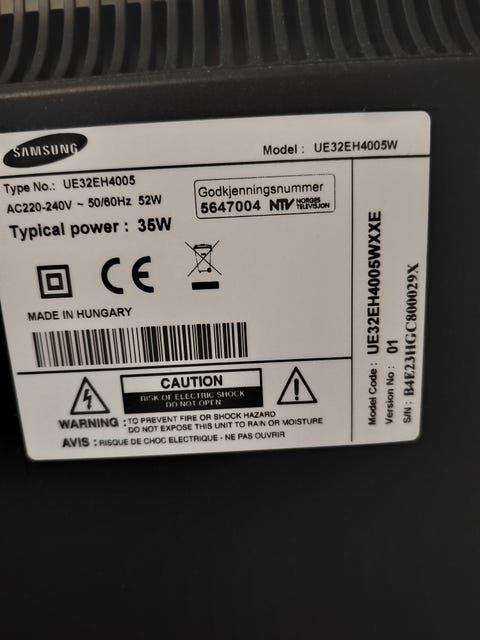 SAMSUNG
Model : UE32EH4005W
Type No.: UE32EH4005
AC220-240V ~ 50/60Hz 52W
Typical power : 35W
Godkjenningsnummer
5647004 NTV NORGES TELEVISJON
CE
MADE IN HUNGARY
CAUTION
RISK OF ELECTRIC SHOCK
DO NOT OPEN
WARNING : TO PREVENT FIRE OR SHOCK HAZARD
DO NOT EXPOSE THIS UNIT TO RAIN OR MOISTURE
AVIS : RISQUE DE CHOC ELECTRIQUE - NE PAS OUVRIR
Model Code : UE32EH4005WXXE
Version No : 01
S/N : B4E23HGC800029X